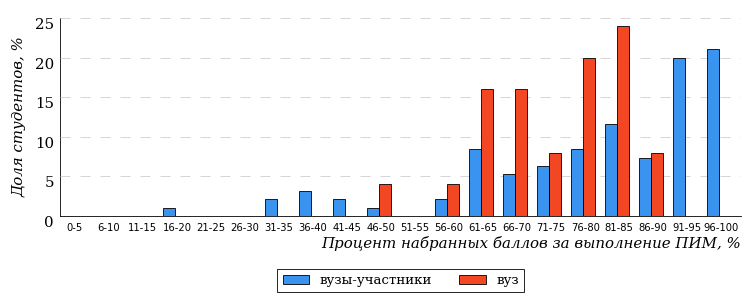 Доля студентов, %
25
20
15
10
5
0
0-5 6-10 11-15 16-20 21-25 26-30 31-35 36-40 41-45 46-50 51-55 56-60 61-65 66-70 71-75 76-80 81-85 86-90 91-95 96-100
Процент набранных баллов за выполнение ПИМ, %
вузы-участники вуз